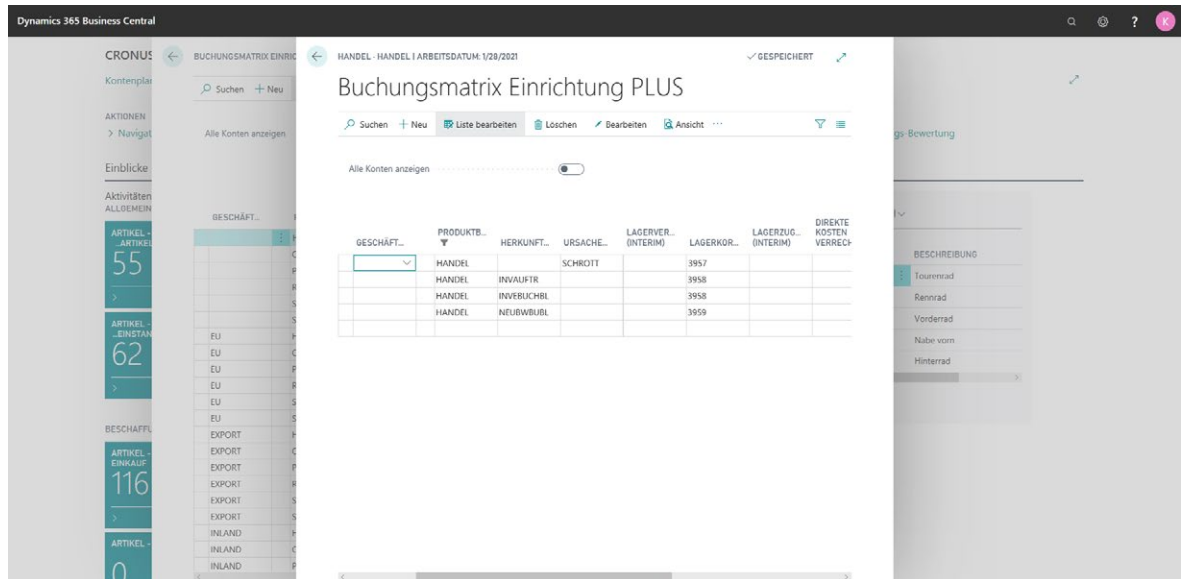 Dynamics 365 Business Central
?
K
CRONUS
Kontenplan
AKTIONEN
> Navigat
Einblicke
Aktivitäten
ALLGEMEIN
ARTIKEL -
..ARTIKEL
55
ARTIKEL -
..EINSTAN
62
BESCHAFFU
ARTIKEL -
EINKAUF
116
ARTIKEL -
0
BUCHUNGSMATRIX EINRIC
Suchen + Neu
Alle Konten anzeigen
GESCHÄFT...
EU
EU
EU
EU
EU
EU
EXPORT
EXPORT
EXPORT
EXPORT
EXPORT
EXPORT
INLAND
INLAND
INLAND
HANDEL · HANDEL | ARBEITSDATUM: 1/28/2021
GESPEICHERT
Buchungsmatrix Einrichtung PLUS
Suchen + Neu Liste bearbeiten Löschen Bearbeiten Ansicht ...
Alle Konten anzeigen
GESCHÄFT... PRODUKTB... HERKUNFT... URSACHE... LAGERVER... (INTERIM) LAGERKOR... LAGERZUG... (INTERIM) DIREKTE KOSTEN VERRECH
HANDEL SCHROTT 3957
HANDEL INVAUFTR 3958
HANDEL INVEBUCHBL 3958
HANDEL NEUBWBUBL 3959
gs-Bewertung
BESCHREIBUNG
Tourenrad
Rennrad
Vorderrad
Nabe vorn
Hinterrad